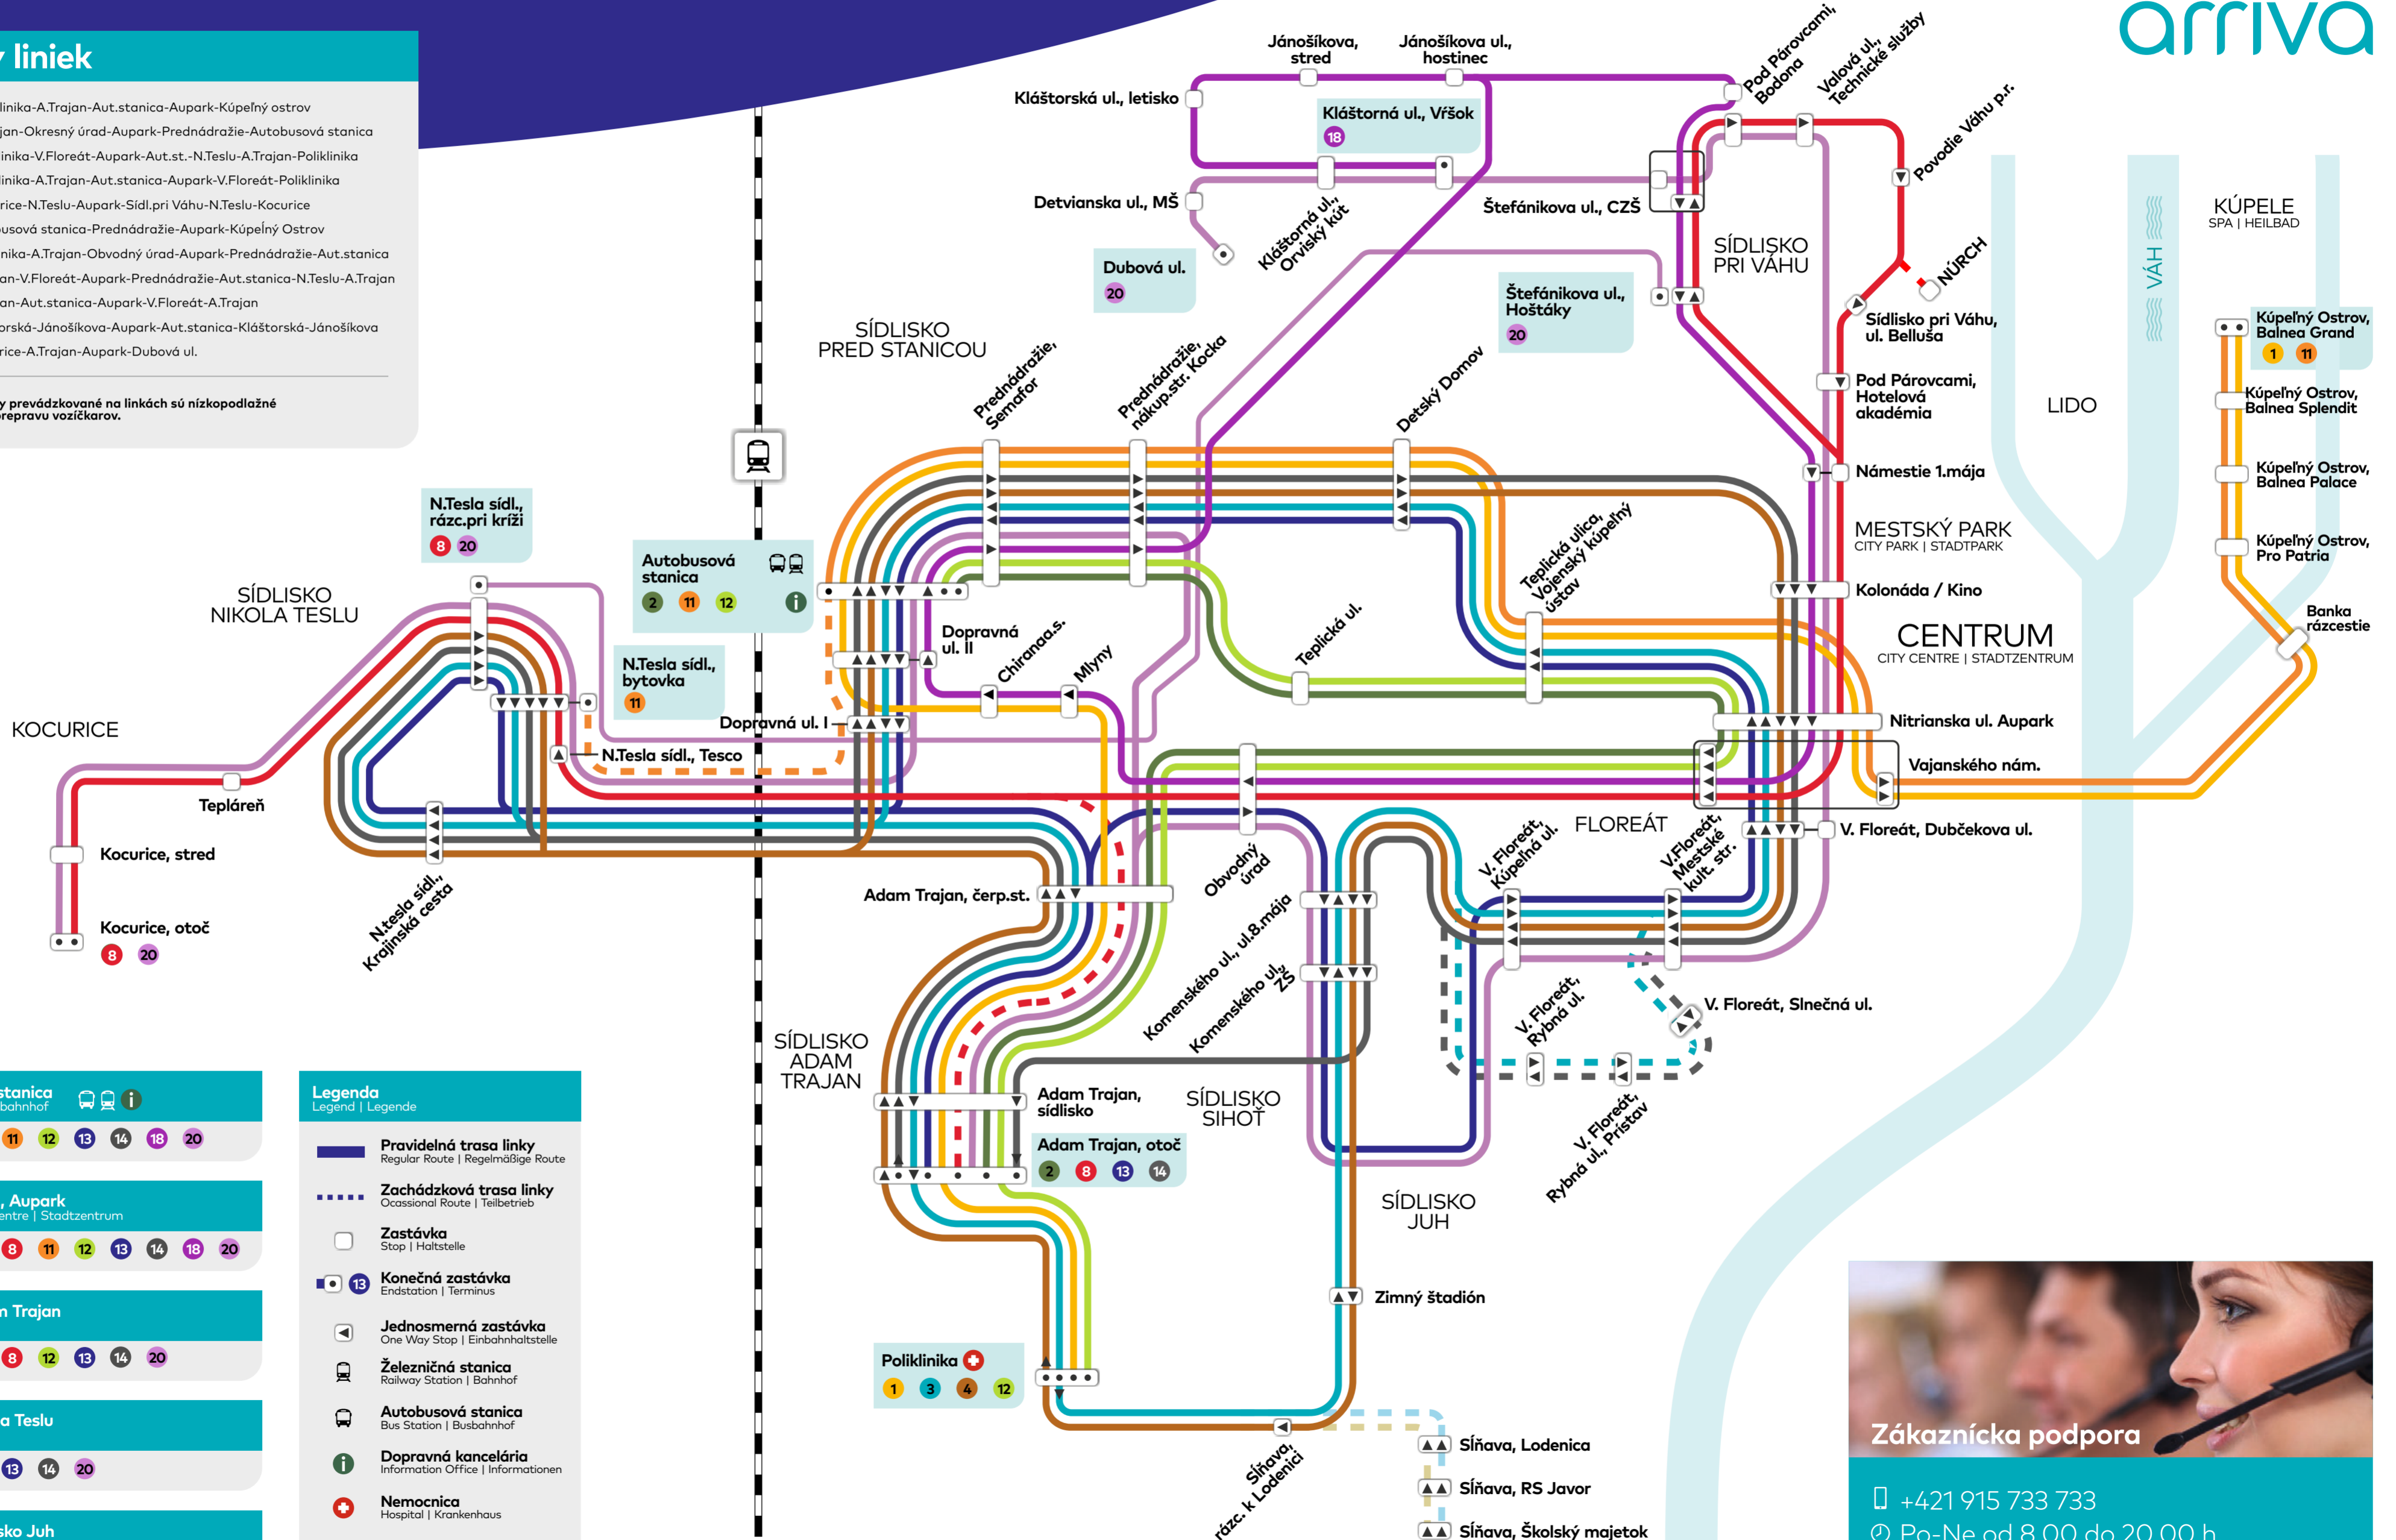 arriva
liniek
linika-A.Trajan-Aut.stanica-Aupark-Kúpeľný ostrov
jan-Okresný úrad-Aupark-Prednádražie-Autobusová stanica
inika-V.Floreát-Aupark-Aut.st.-N.Teslu-A.Trajan-Poliklinika
linika-A.Trajan-Aut.stanica-Aupark-V.Floreát-Poliklinika
rice-N.Teslu-Aupark-Sídl.pri Váhu-N.Teslu-Kocurice
busová stanica-Prednádražie-Aupark-Kúpeĺný Ostrov
nika-A.Trajan-Obvodný úrad-Aupark-Prednádražie-Aut.stanica
an-V.Floreát-Aupark-Prednádražie-Aut.stanica-N.Teslu-A.Trajan
an-Aut.stanica-Aupark-V.Floreát-A.Trajan
orská-Jánošíkova-Aupark-Aut.stanica-Kláštorská-Jánošíkova
rice-A.Trajan-Aupark-Dubová ul.
y prevádzkované na linkách sú nízkopodlažné
prepravu vozíčkarov.
Jánošíkova,
stred
Jánošíkova ul.,
hostinec
Pod Párovcami,
Bodona
Valová ul.,
Technické služby
Kláštorská ul., letisko
Kláštorná ul., Vŕšok
18
Povodie Váhu p.r.
Detvianska ul., MŠ
Kláštorná ul.,
Orviský kút
Štefánikova ul., CZŠ
Dubová ul.
20
SÍDLISKO
PRI VÁHU
NÚRCH
Štefánikova ul.,
Hoštáky
20
VÁH
KÚPELE
SPA | HEILBAD
Sídlisko pri Váhu,
ul. Belluša
Kúpeľný Ostrov,
Balnea Grand
1 11
SÍDLISKO
PRED STANICOU
Prednádražie,
Semafor
Prednádražie,
nákup.str. Kocka
Detský Domov
Pod Párovcami,
Hotelová
akadémia
LIDO
Kúpeľný Ostrov,
Balnea Splendit
Námestie 1.mája
Kúpeľný Ostrov,
Balnea Palace
N.Tesla sídl.,
rázc.pri kríži
8 20
MESTSKÝ PARK
CITY PARK | STADTPARK
Kúpeľný Ostrov,
Pro Patria
SÍDLISKO
NIKOLA TESLU
Autobusová
stanica
2 11 12 i
Teplická ulica,
Vojenský kúpeľný
ústav
Kolonáda / Kino
Banka
rázcestie
CENTRUM
CITY CENTRE | STADTZENTRUM
Dopravná
ul. II
Chiranaa.s.
Mlyny
Teplická ul.
N.Tesla sídl.,
bytovka
11
KOCURICE
Dopravná ul. I
Nitrianska ul. Aupark
N.Tesla sídl., Tesco
Vajanského nám.
Tepláreň
FLOREÁT
V. Floreát, Dubčekova ul.
Kocurice, stred
Obvodný
úrad
V. Floreát,
Kúpeľná ul.
V.Floreát,
Mestské
kult. str.
Adam Trajan, čerp.st.
N.tesla sídl.,
Krajinská cesta
Kocurice, otoč
8 20
Komenského ul., ul.8.mája
Komenského ul.,
ZŠ
V. Floreát,
Rybná ul.
V. Floreát, Slnečná ul.
SÍDLISKO
ADAM
TRAJAN
Adam Trajan,
sídlisko
SÍDLISKO
SIHOŤ
V. Floreát,
Rybná ul., Prístav
Adam Trajan, otoč
2 8 13 14
SÍDLISKO
JUH
Zimný štadión
Poliklinika
1 3 4 12
Sĺňava,
rázc. k Lodenici
Sĺňava, Lodenica
Sĺňava, RS Javor
Sĺňava, Školský majetok
stanica
bahnhof
i
11 12 13 14 18 20
, Aupark
entre | Stadtzentrum
8 11 12 13 14 18 20
m Trajan
8 12 13 14 20
a Teslu
13 14 20
sko Juh
Legenda
Legend | Legende
Pravidelná trasa linky
Regular Route | Regelmäßige Route
Zachádzková trasa linky
Ocassional Route | Teilbetrieb
Zastávka
Stop | Haltstelle
13
Konečná zastávka
Endstation | Terminus
Jednosmerná zastávka
One Way Stop | Einbahnhaltstelle
Železničná stanica
Railway Station | Bahnhof
Autobusová stanica
Bus Station | Busbahnhof
i
Dopravná kancelária
Information Office | Informationen
Nemocnica
Hospital | Krankenhaus
Zákaznícka podpora
+421 915 733 733
Po-Ne od 8.00 do 20.00 h